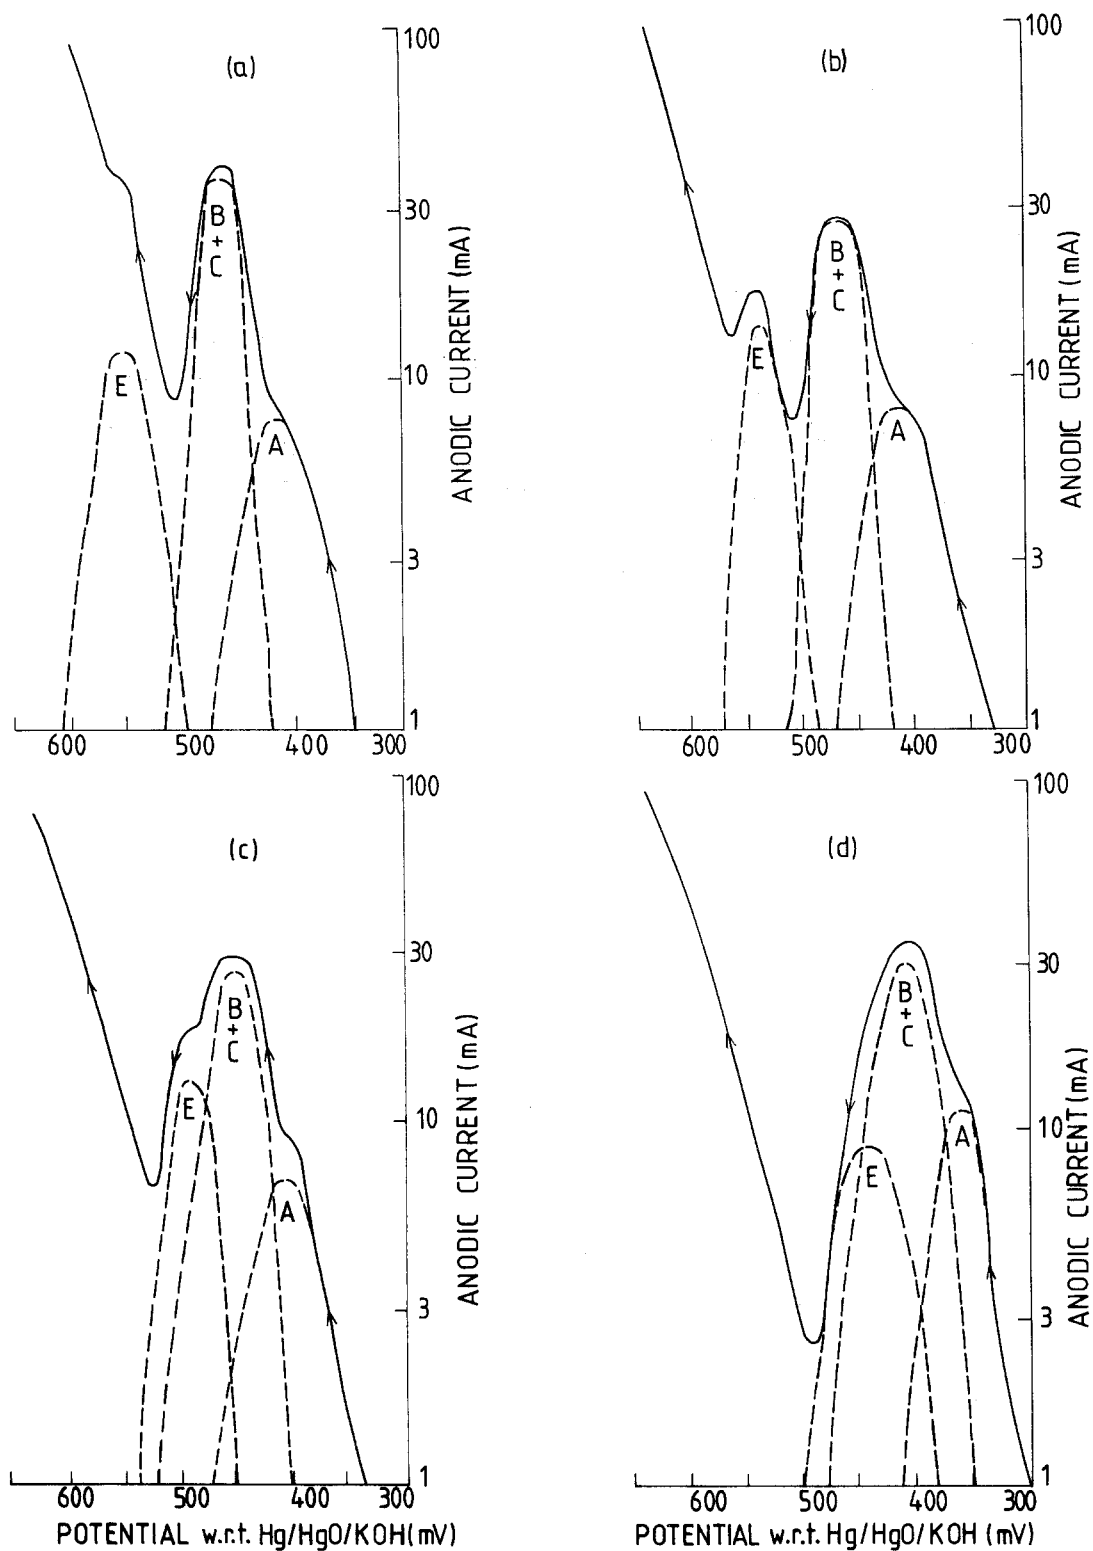 (a)
100
30
10
3
1
B
+
C
E
A
600 500 400 300
ANODIC CURRENT (mA)
(b)
100
30
10
3
1
B
+
C
E
A
600 500 400 300
ANODIC CURRENT (mA)
(c)
100
30
10
3
1
B
+
C
E
A
600 500 400 300
POTENTIAL w.r.t. Hg/HgO/KOH(mV)
ANODIC CURRENT (mA)
(d)
100
30
10
3
1
B
+
C
E
A
600 500 400 300
POTENTIAL w.r.t. Hg/HgO/KOH (mV)
ANODIC CURRENT (mA)